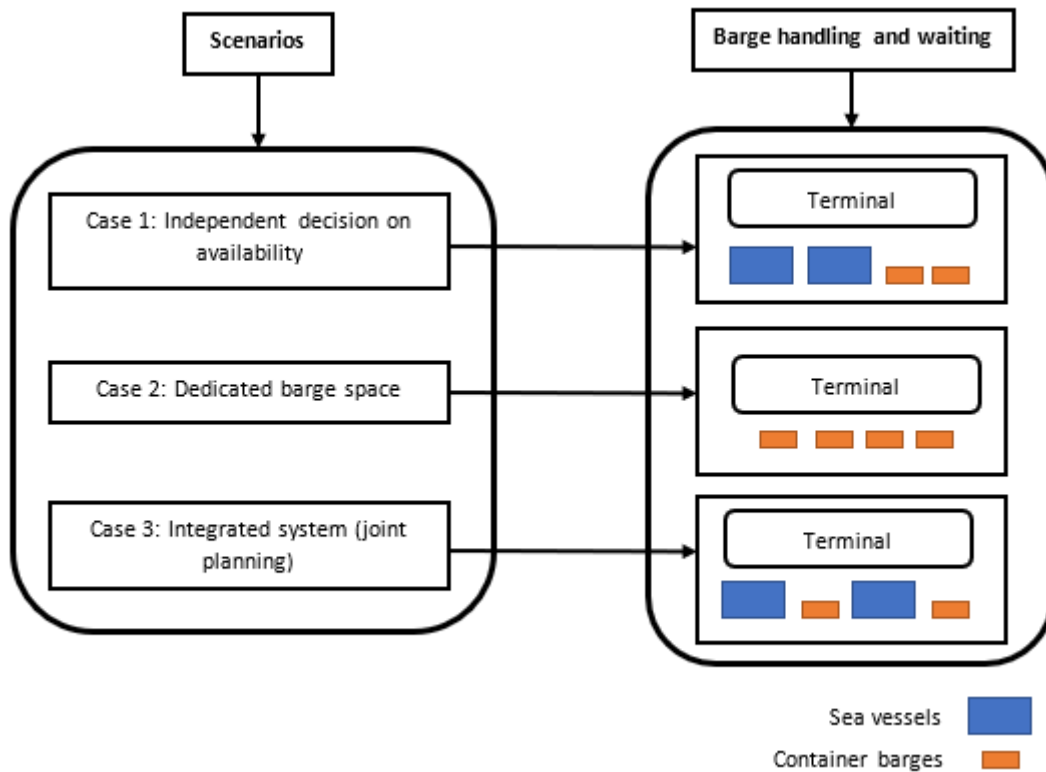 Scenarios
Barge handling and waiting
Case 1: Independent decision on
availability
Terminal
Case 2: Dedicated barge space
Terminal
Case 3: Integrated system (joint
planning)
Terminal
Sea vessels
Container barges